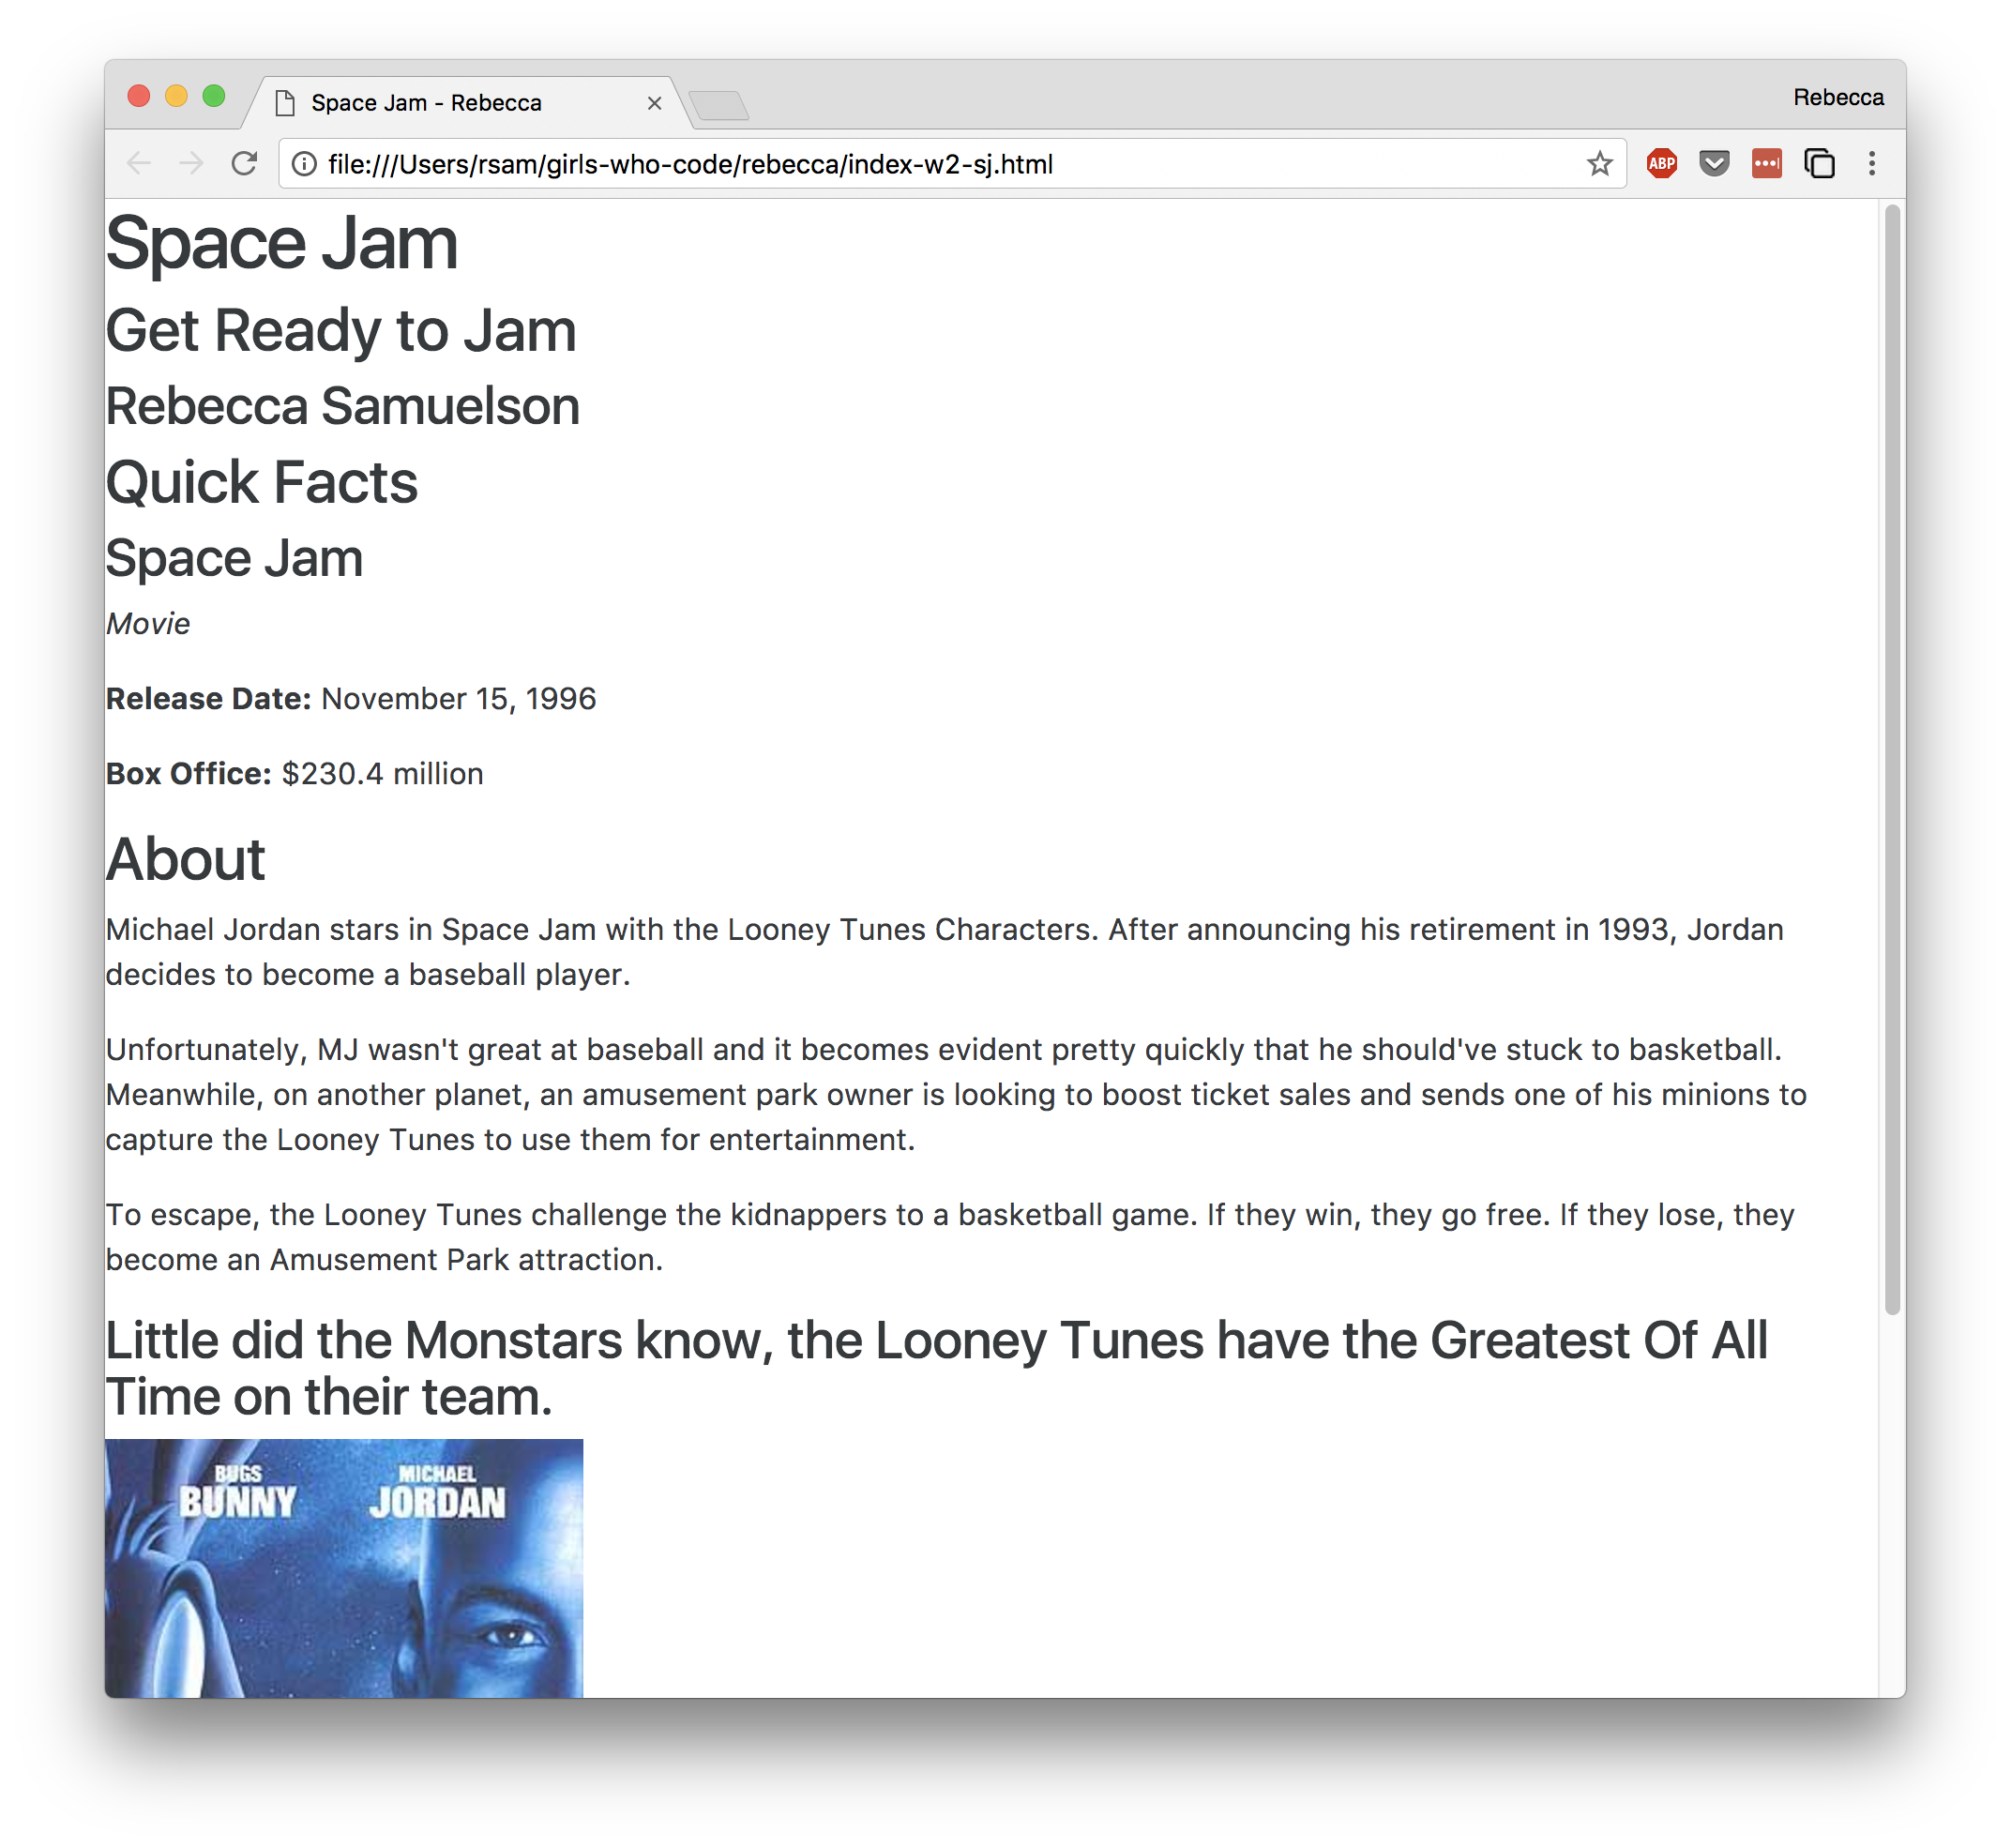 Space Jam - Rebecca
Rebecca
file:///Users/rsam/girls-who-code/rebecca/index-w2-sj.html
ABP
Space Jam
Get Ready to Jam
Rebecca Samuelson
Quick Facts
Space Jam
Movie
Release Date: November 15, 1996
Box Office: $230.4 million
About
Michael Jordan stars in Space Jam with the Looney Tunes Characters. After announcing his retirement in 1993, Jordan
decides to become a baseball player.
Unfortunately, MJ wasn't great at baseball and it becomes evident pretty quickly that he should've stuck to basketball.
Meanwhile, on another planet, an amusement park owner is looking to boost ticket sales and sends one of his minions to
capture the Looney Tunes to use them for entertainment.
To escape, the Looney Tunes challenge the kidnappers to a basketball game. If they win, they go free. If they lose, they
become an Amusement Park attraction.
Little did the Monstars know, the Looney Tunes have the Greatest Of All
Time on their team.
BUGS
BUNNY
MICHAEL
JORDAN